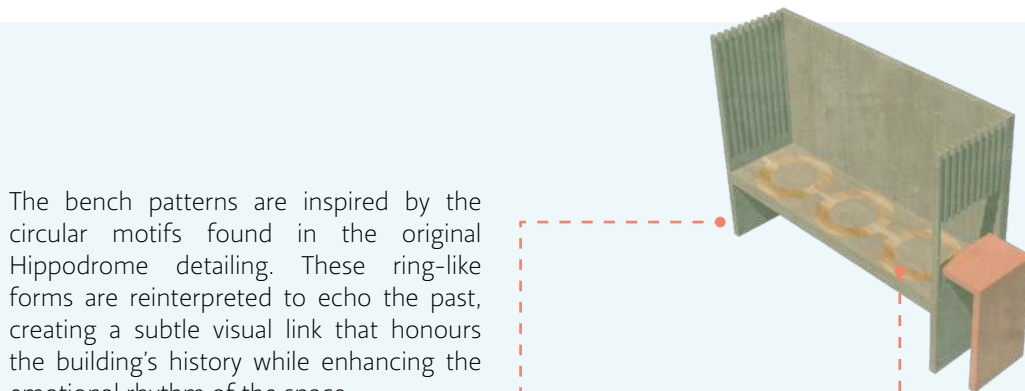 The bench patterns are inspired by the
circular motifs found in the original
Hippodrome detailing. These ring-like
forms are reinterpreted to echo the past,
creating a subtle visual link that honours
the building's history while enhancing the
emotional rhythm of the space.